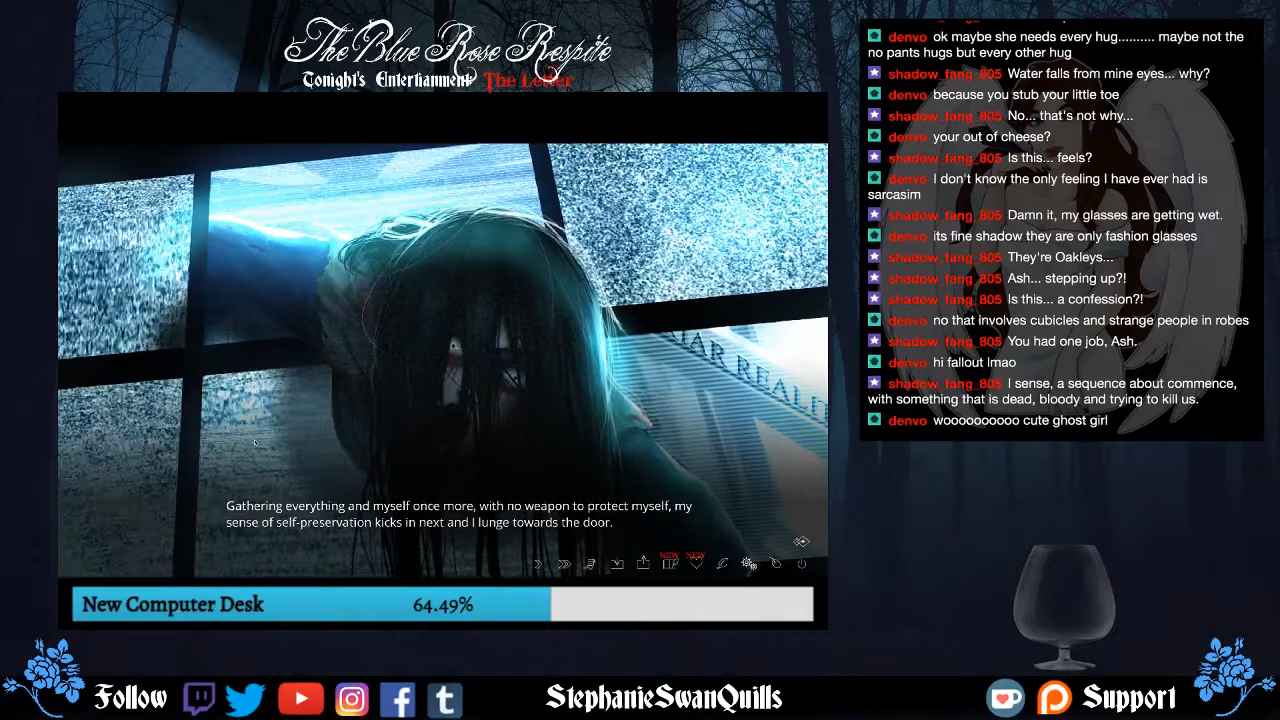 The Blue Rose Respite
Tonight's Entertainment The Letter
denvo ok maybe she needs every hug.......... maybe not the
no pants hugs but every other hug
shadow_fang_805 Water falls from mine eyes... why?
denvo because you stub your little toe
shadow_fang_805 No... that's not why...
denvo your out of cheese?
shadow_fang_805 Is this... feels?
denvo I don't know the only feeling I have ever had is
sarcasim
shadow_fang_805 Damn it, my glasses are getting wet.
denvo its fine shadow they are only fashion glasses
shadow_fang_805 They're Oakleys...
shadow_fang_805 Ash... stepping up?!
shadow_fang_805 Is this... a confession?!
denvo no that involves cubicles and strange people in robes
shadow_fang_805 You had one job, Ash.
denvo hi fallout lmao
shadow_fang_805 I sense, a sequence about commence,
with something that is dead, bloody and trying to kill us.
denvo woooooooooo cute ghost girl
Gathering everything and myself once more, with no weapon to protect myself, my
sense of self-preservation kicks in next and I lunge towards the door.
NEW NEW
New Computer Desk 64.49%
Follow StephanieSwanQuills Support